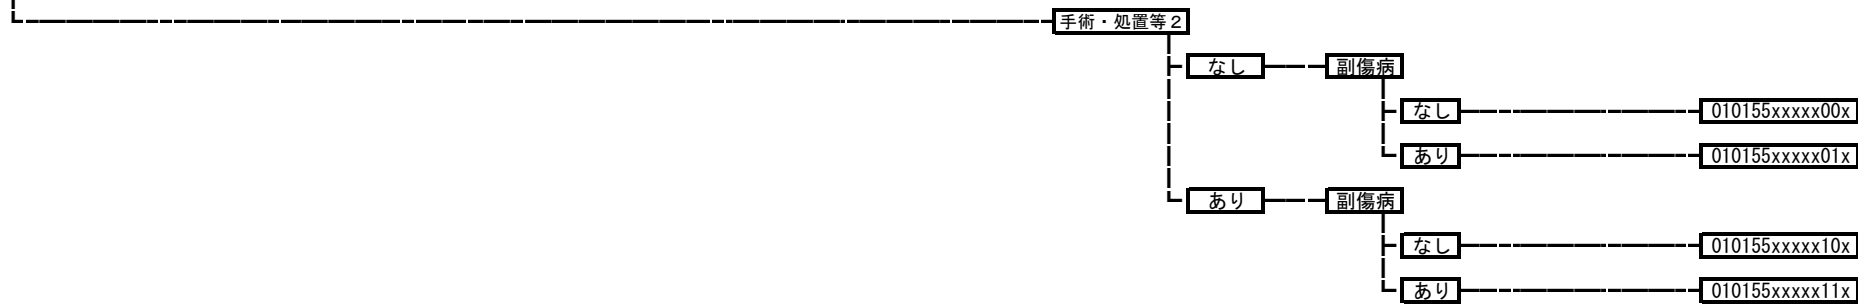 手術・処置等２
なし 副傷病
なし 010155xxxxx00x
あり 010155xxxxx01x
あり 副傷病
なし 010155xxxxx10x
あり 010155xxxxx11x